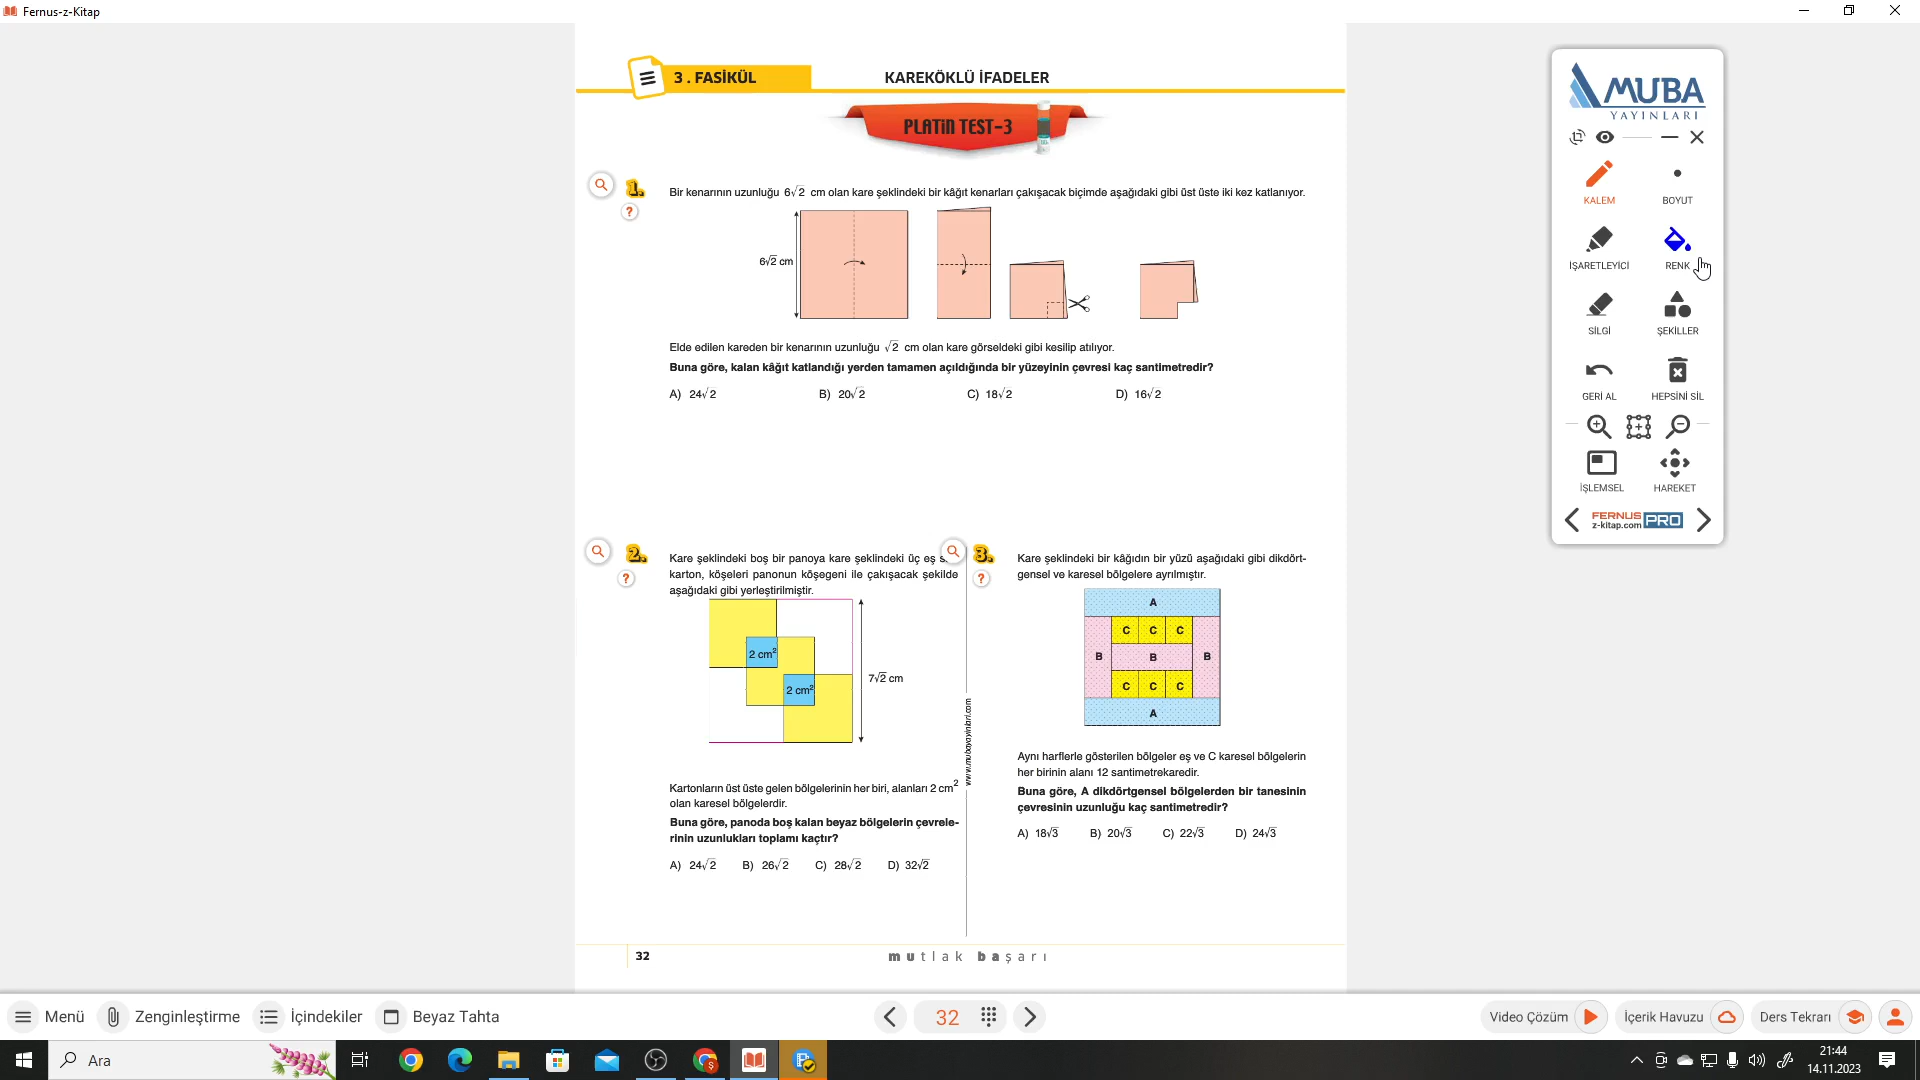 Fernus-z-Kitap
3 . FASİKÜL
KAREKÖKLÜ İFADELER
PLATİN TEST-3
1.
?
Bir kenarının uzunluğu 6√2 cm olan kare şeklindeki bir kâğıt kenarları çakışacak biçimde aşağıdaki gibi üst üste iki kez katlanıyor.
6√2 cm
Elde edilen kareden bir kenarının uzunluğu √2 cm olan kare görseldeki gibi kesilip atılıyor.
Buna göre, kalan kâğıt katlandığı yerden tamamen açıldığında bir yüzeyinin çevresi kaç santimetredir?
A) 24√2 B) 20√2 C) 18√2 D) 16√2
2.
?
Kare şeklindeki boş bir panoya kare şeklindeki üç eş
karton, köşeleri panonun köşegeni ile çakışacak şekilde
aşağıdaki gibi yerleştirilmiştir.
2 cm²
2 cm²
7√2 cm
Kartonların üst üste gelen bölgelerinin her biri, alanları 2 cm²
olan karesel bölgelerdir.
Buna göre, panoda boş kalan beyaz bölgelerin çevrele-
rinin uzunlukları toplamı kaçtır?
A) 24√2 B) 26√2 C) 28√2 D) 32√2
www.mubayayinlari.com
3.
?
Kare şeklindeki bir kâğıdın bir yüzü aşağıdaki gibi dikdört-
gensel ve karesel bölgelere ayrılmıştır.
A
C C C
B B B
C C C
A
Aynı harflerle gösterilen bölgeler eş ve C karesel bölgelerin
her birinin alanı 12 santimetrekaredir.
Buna göre, A dikdörtgensel bölgelerden bir tanesinin
çevresinin uzunluğu kaç santimetredir?
A) 18√3 B) 20√3 C) 22√3 D) 24√3
32
mutlak başarı
MUBA
YAYINLARI
KALEM BOYUT
İŞARETLEYİCİ RENK
SİLGİ ŞEKİLLER
GERİ AL HEPSİNİ SİL
İŞLEMSEL HAREKET
FERNUS
z-kitap.com PRO
Menü Zenginleştirme İçindekiler Beyaz Tahta
32
Video Çözüm İçerik Havuzu Ders Tekrarı
Ara
21:44
14.11.2023